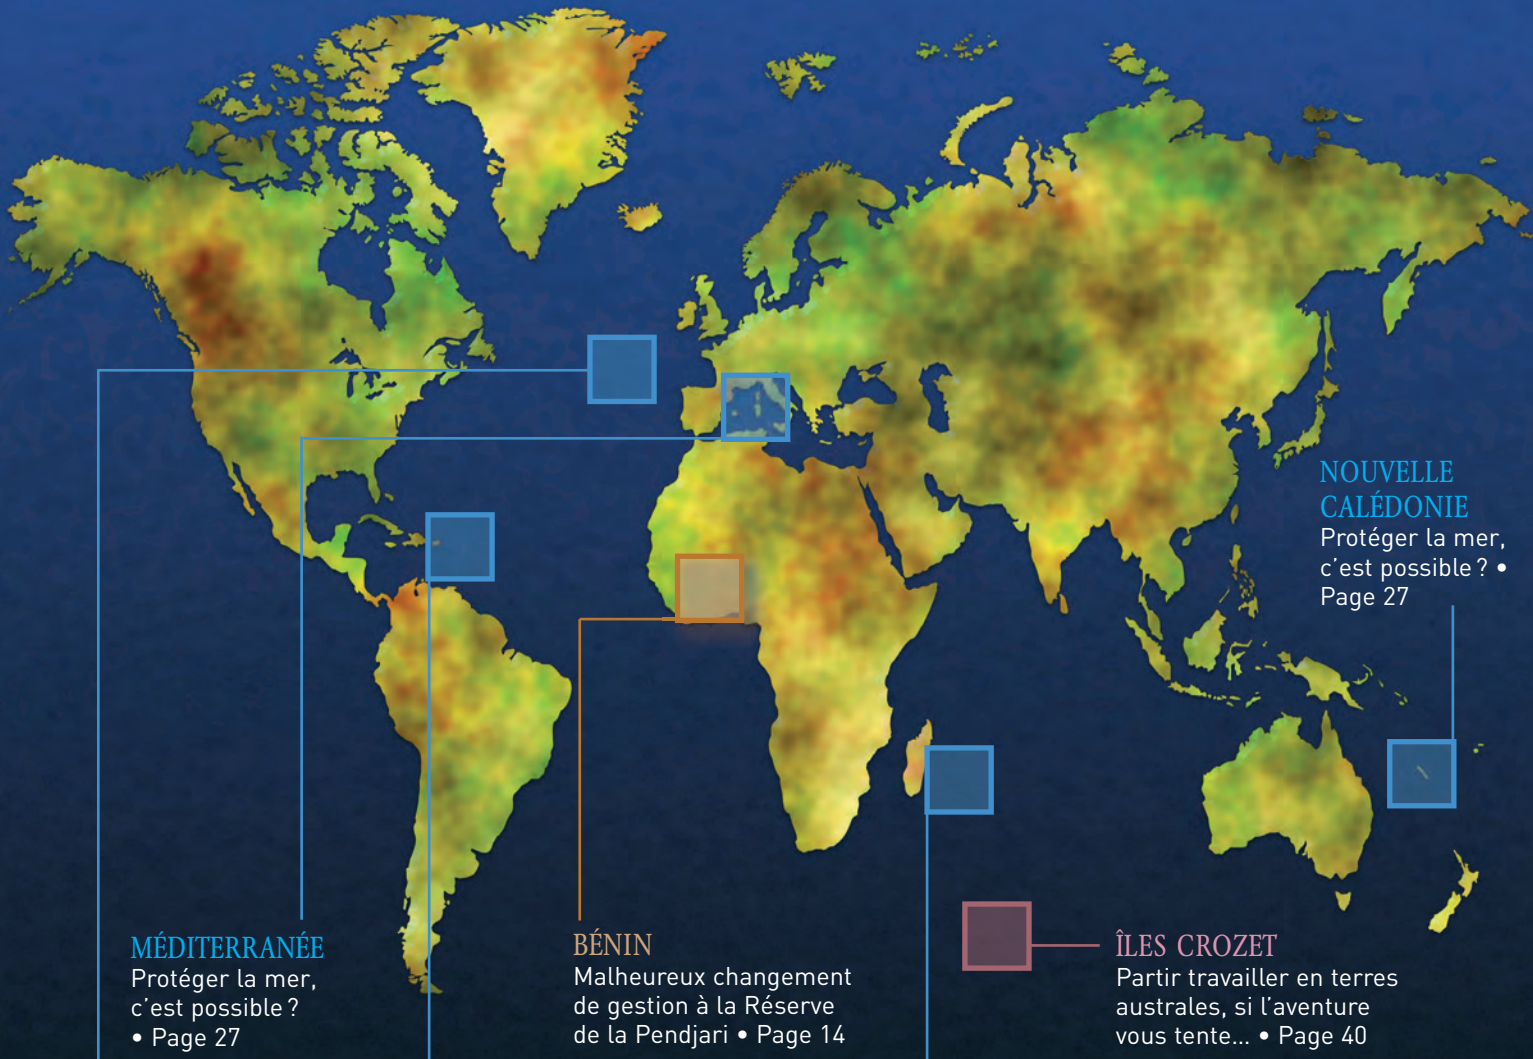 NOUVELLE
CALÉDONIE
Protéger la mer,
c’est possible ? •
Page 27
MÉDITERRANÉE
Protéger la mer,
c’est possible ?
• Page 27
BÉNIN
Malheureux changement
de gestion à la Réserve
de la Pendjari • Page 14
ÎLES CROZET
Partir travailler en terres
australes, si l’aventure
vous tente... • Page 40